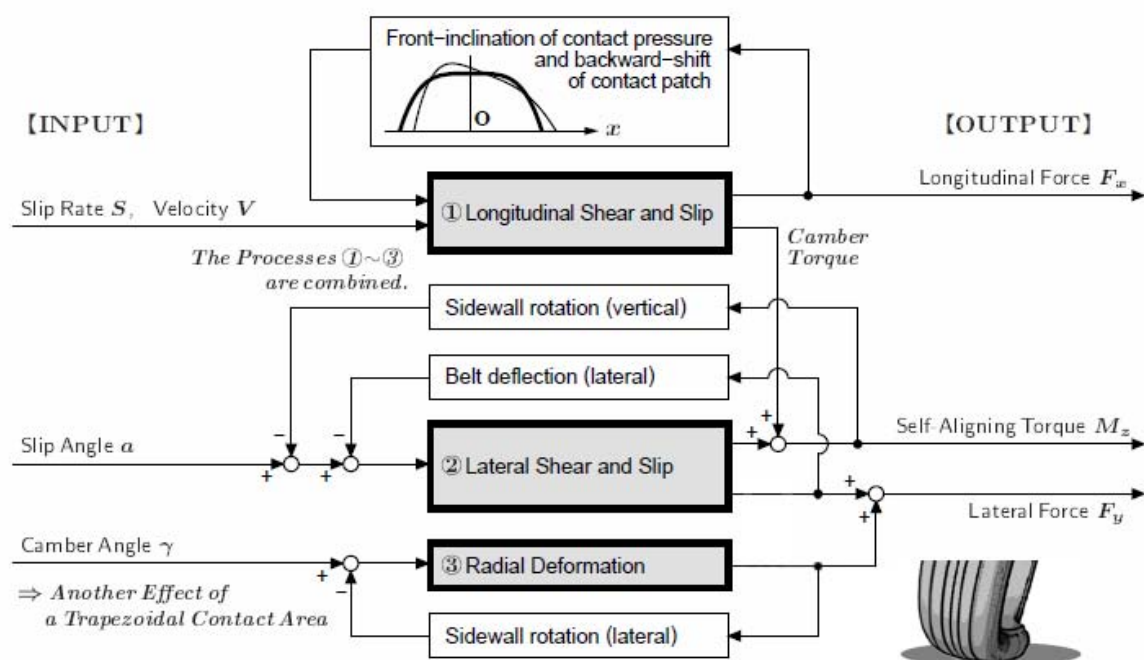 Front−inclination of contact pressure
and backward−shift
of contact patch
O
x
【INPUT】
【OUTPUT】
Longitudinal Force Fx
Slip Rate S, Velocity V
① Longitudinal Shear and Slip
The Processes ①~③
are combined.
Camber
Torque
Sidewall rotation (vertical)
Belt deflection (lateral)
Slip Angle a
−
−
+
+
② Lateral Shear and Slip
+
+
Self-Aligning Torque Mz
+
+
Lateral Force Fy
Camber Angle γ
+
−
③ Radial Deformation
⇒ Another Effect of
a Trapezoidal Contact Area
Sidewall rotation (lateral)